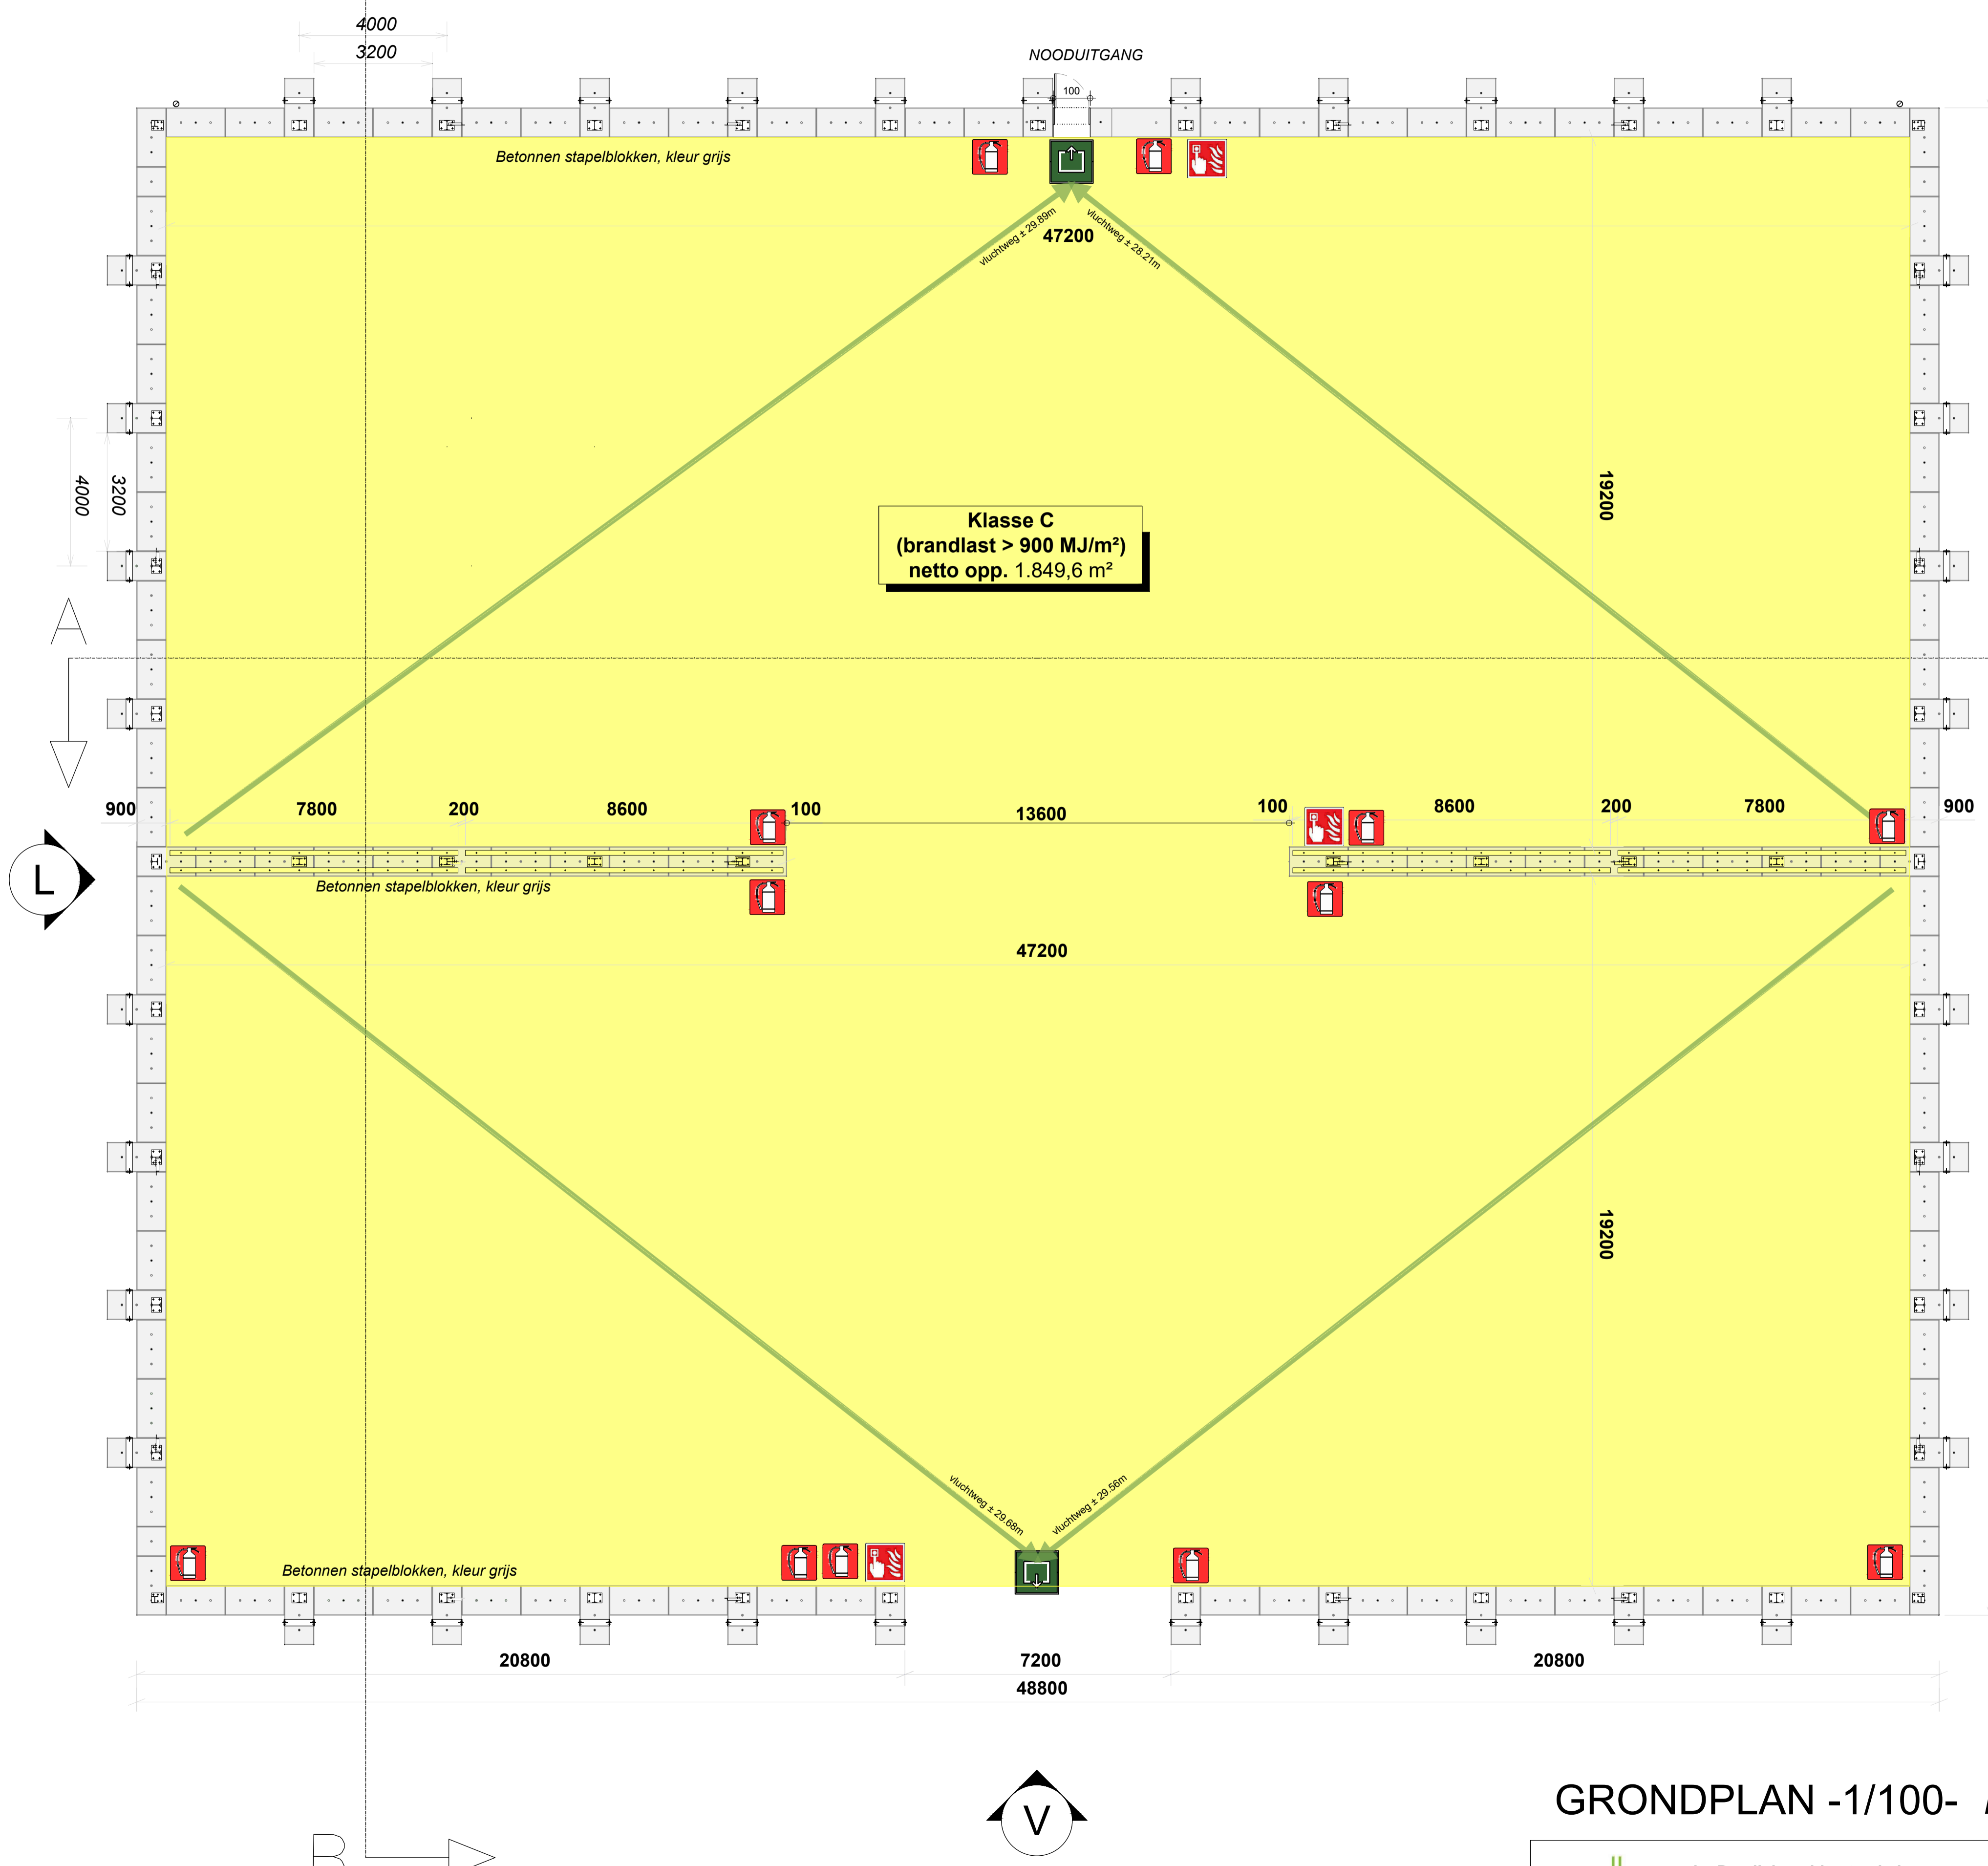 4000
3200
NOODUITGANG
100
Betonnen stapelblokken, kleur grijs
vluchtweg ± 29.89m
vluchtweg ± 28.21m
47200
19200
4000
3200
Klasse C
(brandlast > 900 MJ/m²)
netto opp. 1.849,6 m²
A
900
7800
200
8600
100
13600
100
8600
200
7800
900
L
Betonnen stapelblokken, kleur grijs
47200
19200
vluchtweg ± 29.68m
vluchtweg ± 29.56m
Betonnen stapelblokken, kleur grijs
20800
7200
20800
48800
V
GRONDPLAN -1/100-
B